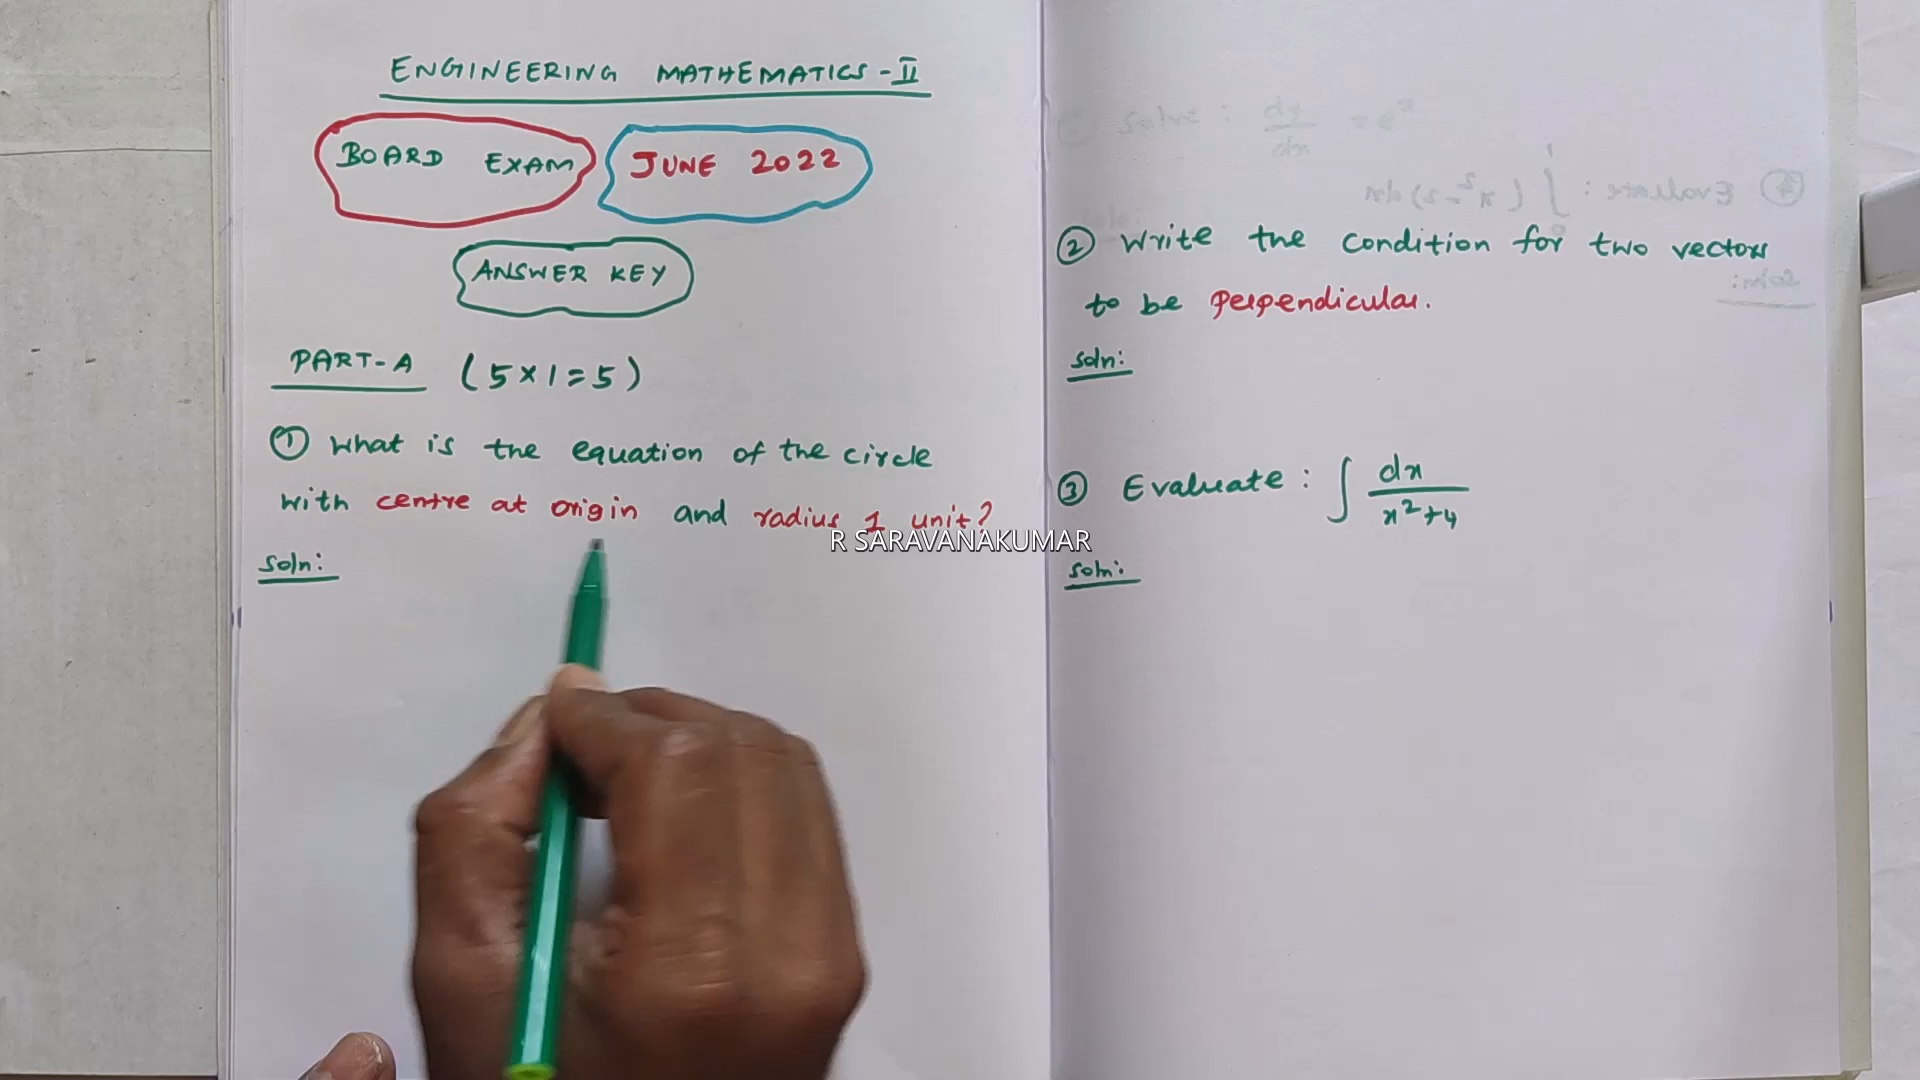 ENGINEERING MATHEMATICS - II
BOARD EXAM
JUNE 2022
ANSWER KEY
PART-A (5×1=5)
① What is the equation of the circle
with centre at origin and radius 1 unit?
Soln:
② Write the condition for two vectors
to be perpendicular.
Soln:
③ Evaluate : ∫ dx / x²+4
Soln:
R SARAVANAKUMAR